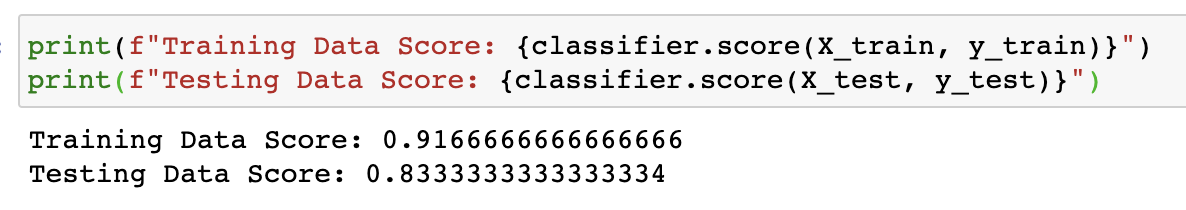 print(f"Training Data Score: {classifier.score(X_train, y_train)}")
print(f"Testing Data Score: {classifier.score(X_test, y_test)}")
Training Data Score: 0.9166666666666666
Testing Data Score: 0.8333333333333334